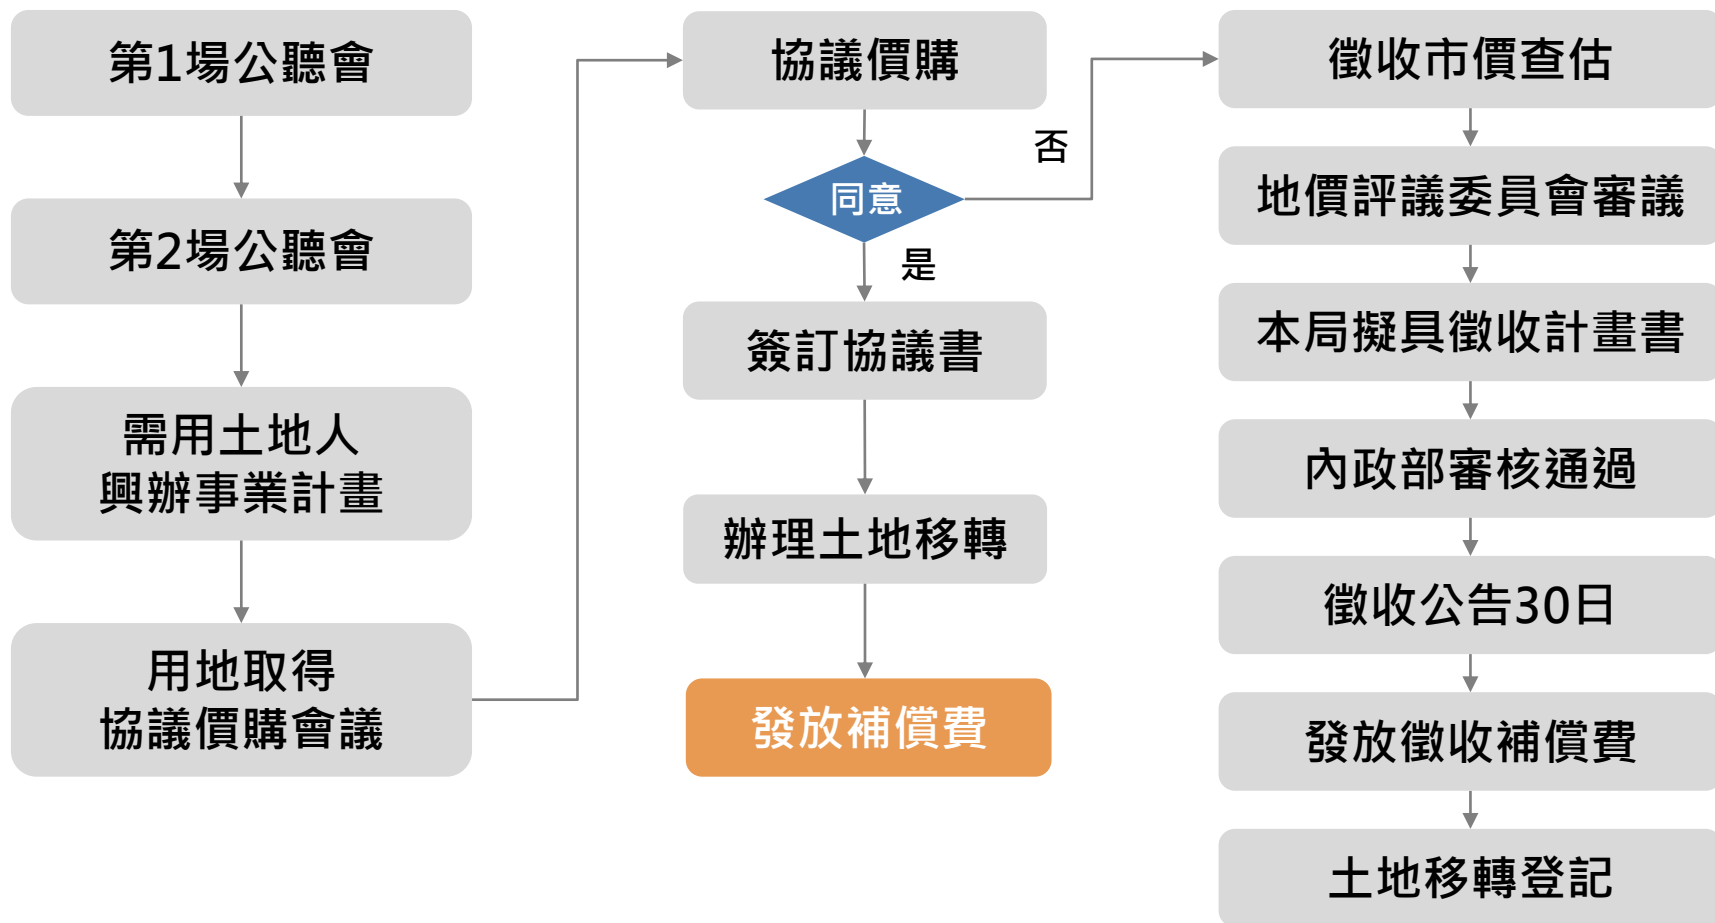 第1場公聽會
第2場公聽會
需用土地人
興辦事業計畫
用地取得
協議價購會議
協議價購
同意
否
是
簽訂協議書
辦理土地移轉
發放補償費
徵收市價查估
地價評議委員會審議
本局擬具徵收計畫書
內政部審核通過
徵收公告30日
發放徵收補償費
土地移轉登記